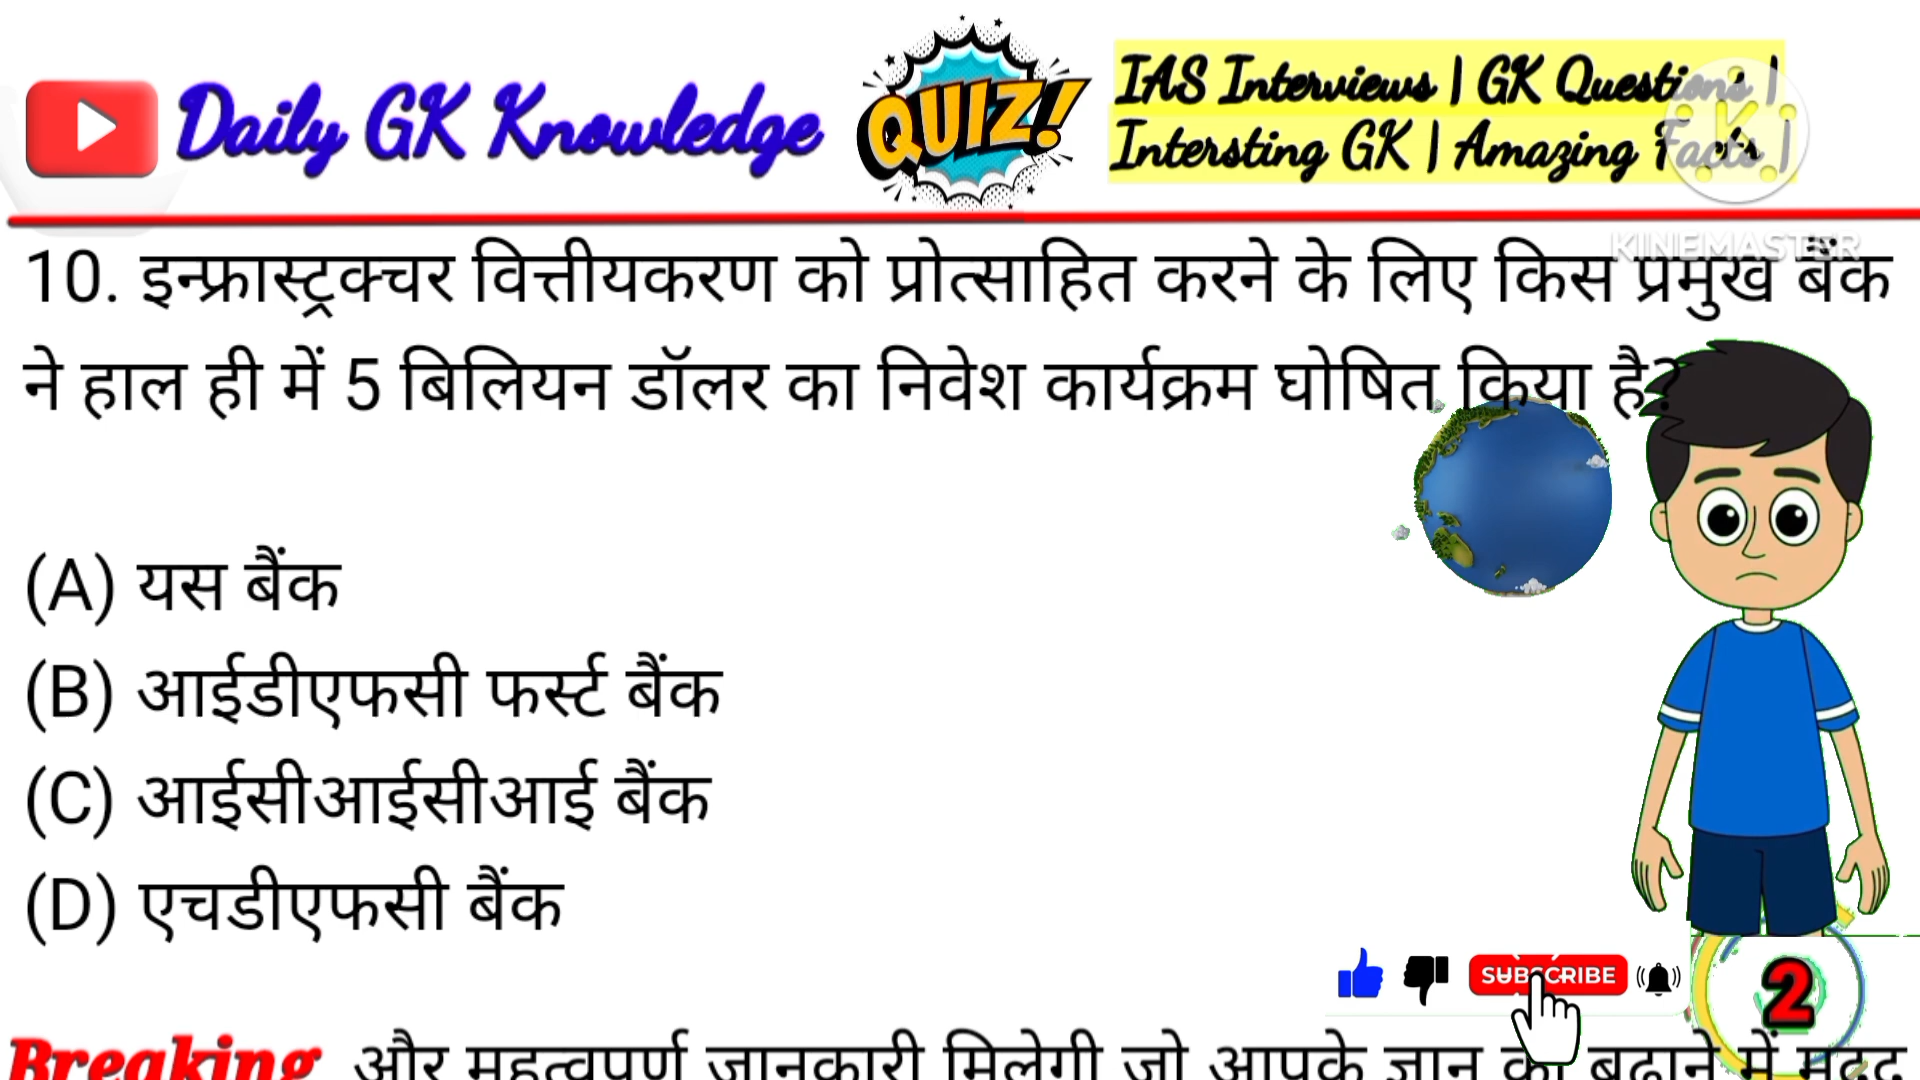 Daily GK Knowledge
QUIZ!
IAS Interviews | GK Questions |
Intersting GK | Amazing Facts |
KINEMASTER
10. इन्फ्रास्ट्रक्चर वित्तीयकरण को प्रोत्साहित करने के लिए किस प्रमुख बैंक
ने हाल ही में 5 बिलियन डॉलर का निवेश कार्यक्रम घोषित किया है?
(A) यस बैंक
(B) आईडीएफसी फर्स्ट बैंक
(C) आईसीआईसीआई बैंक
(D) एचडीएफसी बैंक
SUBSCRIBE
2
Breaking और महत्वपूर्ण जानकारी मिलेगी जो आपके ज्ञान को बढ़ाने में मदद